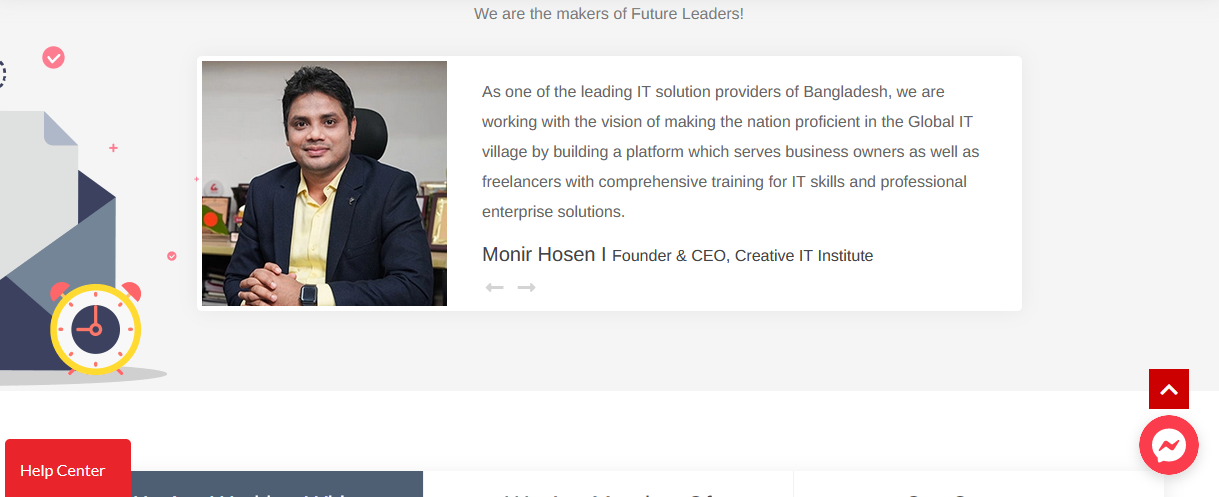 We are the makers of Future Leaders!
As one of the leading IT solution providers of Bangladesh, we are
working with the vision of making the nation proficient in the Global IT
village by building a platform which serves business owners as well as
freelancers with comprehensive training for IT skills and professional
enterprise solutions.
Monir Hosen I Founder & CEO, Creative IT Institute
Help Center